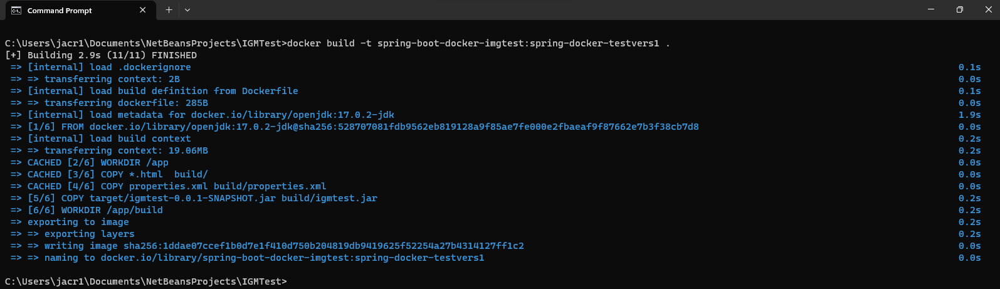 Command Prompt
C:\Users\jacr1\Documents\NetBeansProjects\IGMTest>docker build -t spring-boot-docker-imgtest:spring-docker-testvers1 .
[+] Building 2.9s (11/11) FINISHED
=> [internal] load .dockerignore 0.1s
=> => transferring context: 2B 0.0s
=> [internal] load build definition from Dockerfile 0.1s
=> => transferring dockerfile: 285B 0.0s
=> [internal] load metadata for docker.io/library/openjdk:17.0.2-jdk 1.9s
=> [1/6] FROM docker.io/library/openjdk:17.0.2-jdk@sha256:528707081fdb9562eb819128a9f85ae7fe000e2fbaeaf9f87662e7b3f38cb7d8 0.0s
=> [internal] load build context 0.2s
=> => transferring context: 19.06MB 0.2s
=> CACHED [2/6] WORKDIR /app 0.0s
=> CACHED [3/6] COPY *.html  build/ 0.0s
=> CACHED [4/6] COPY properties.xml build/properties.xml 0.0s
=> [5/6] COPY target/igmtest-0.0.1-SNAPSHOT.jar build/igmtest.jar 0.2s
=> [6/6] WORKDIR /app/build 0.2s
=> exporting to image 0.2s
=> => exporting layers 0.2s
=> => writing image sha256:1ddae07ccef1b0d7e1f410d750b204819db9419625f52254a27b4314127ff1c2 0.0s
=> => naming to docker.io/library/spring-boot-docker-imgtest:spring-docker-testvers1 0.0s
C:\Users\jacr1\Documents\NetBeansProjects\IGMTest>